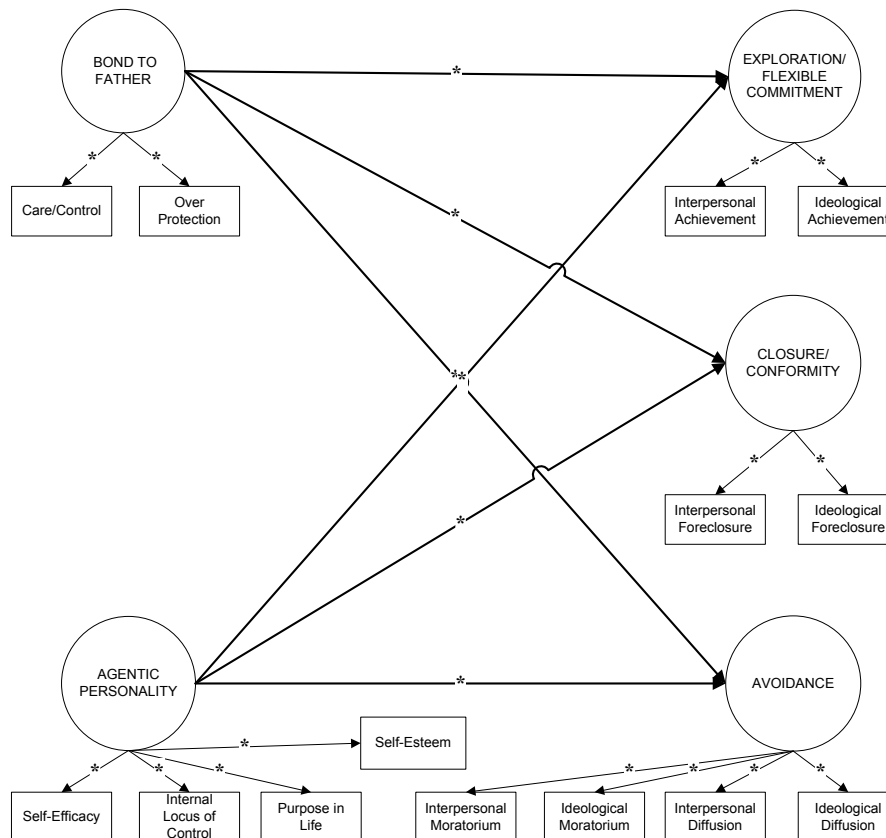 BOND TO
FATHER
*
EXPLORATION/
FLEXIBLE
COMMITMENT
*
*
*
*
Care/Control
Over
Protection
Interpersonal
Achievement
Ideological
Achievement
*
CLOSURE/
CONFORMITY
*
*
*
*
Interpersonal
Foreclosure
Ideological
Foreclosure
*
AGENTIC
PERSONALITY
*
AVOIDANCE
*
Self-Esteem
*
*
*
*
*
*
*
Self-Efficacy
Internal
Locus of
Control
Purpose in
Life
Interpersonal
Moratorium
Ideological
Moratorium
Interpersonal
Diffusion
Ideological
Diffusion